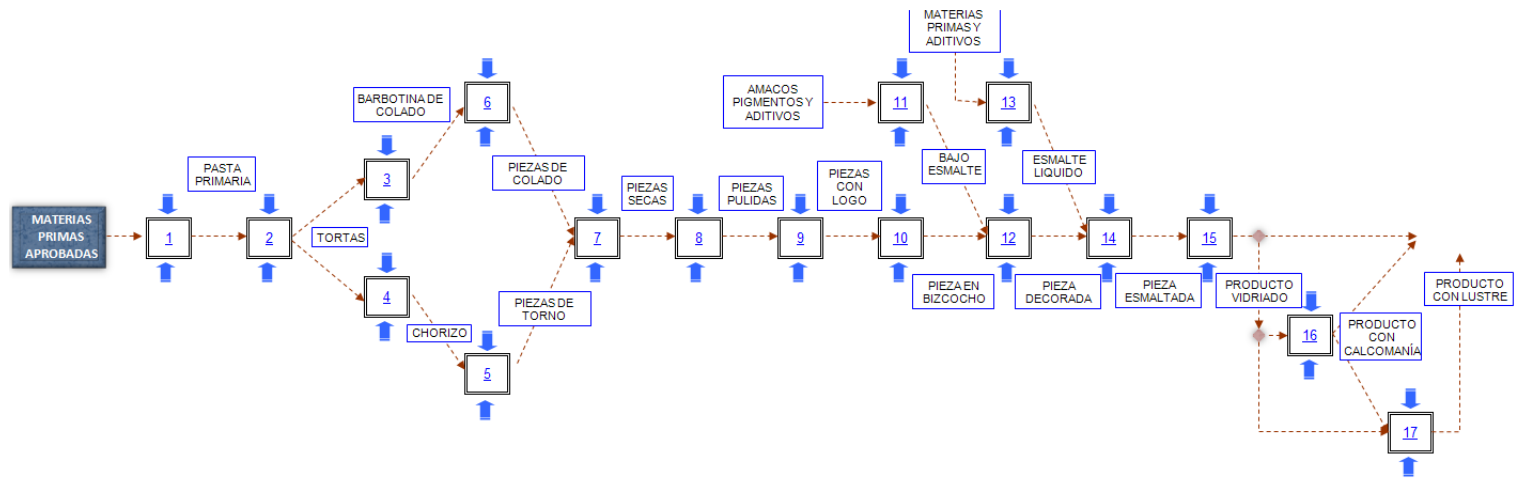 MATERIAS
PRIMAS Y
ADITIVOS
AMACOS
PIGMENTOS Y
ADITIVOS
11
13
BARBOTINA DE
COLADO
6
PASTA
PRIMARIA
3
PIEZAS DE
COLADO
PIEZAS
SECAS
PIEZAS
PULIDAS
PIEZAS
CON
LOGO
BAJO
ESMALTE
ESMALTE
LIQUIDO
MATERIAS
PRIMAS
APROBADAS
1
2
TORTAS
7
8
9
10
12
14
15
4
CHORIZO
5
PIEZAS DE
TORNO
PIEZA EN
BIZCOCHO
PIEZA
DECORADA
PIEZA
ESMALTADA
PRODUCTO
VIDRIADO
PRODUCTO
CON LUSTRE
16
PRODUCTO
CON
CALCOMANÍA
17